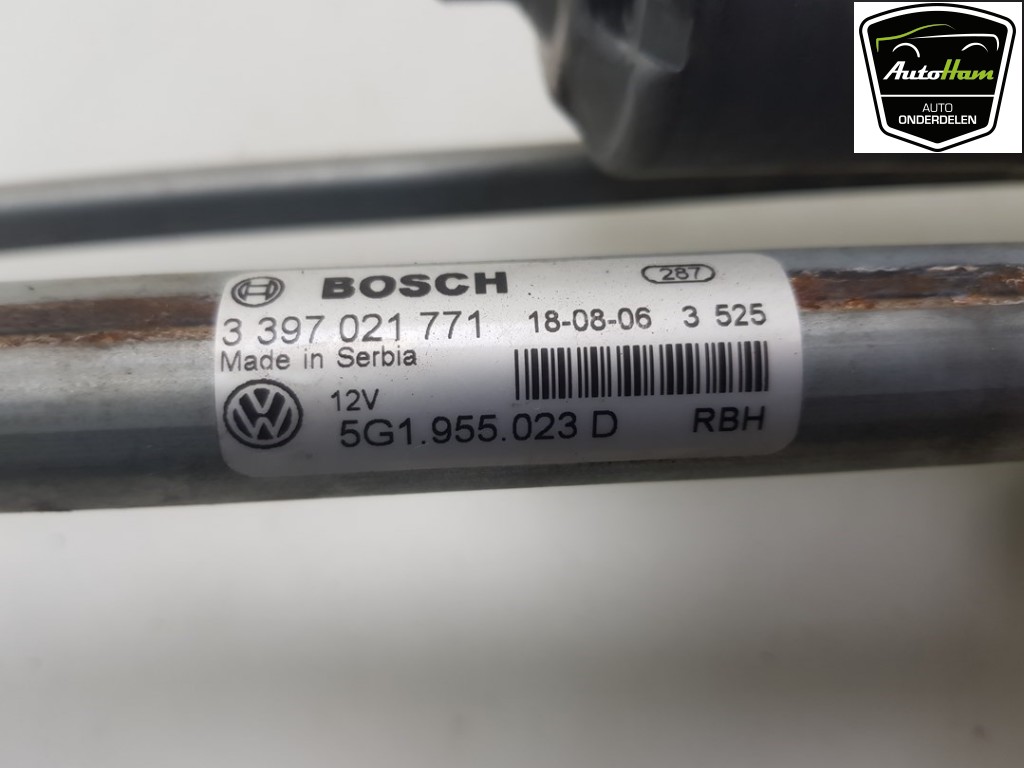 AutoHam
AUTO
ONDERDELEN
BOSCH 287
3 397 021 771 18-08-06 3 525
Made in Serbia
12V
5G1.955.023 D RBH